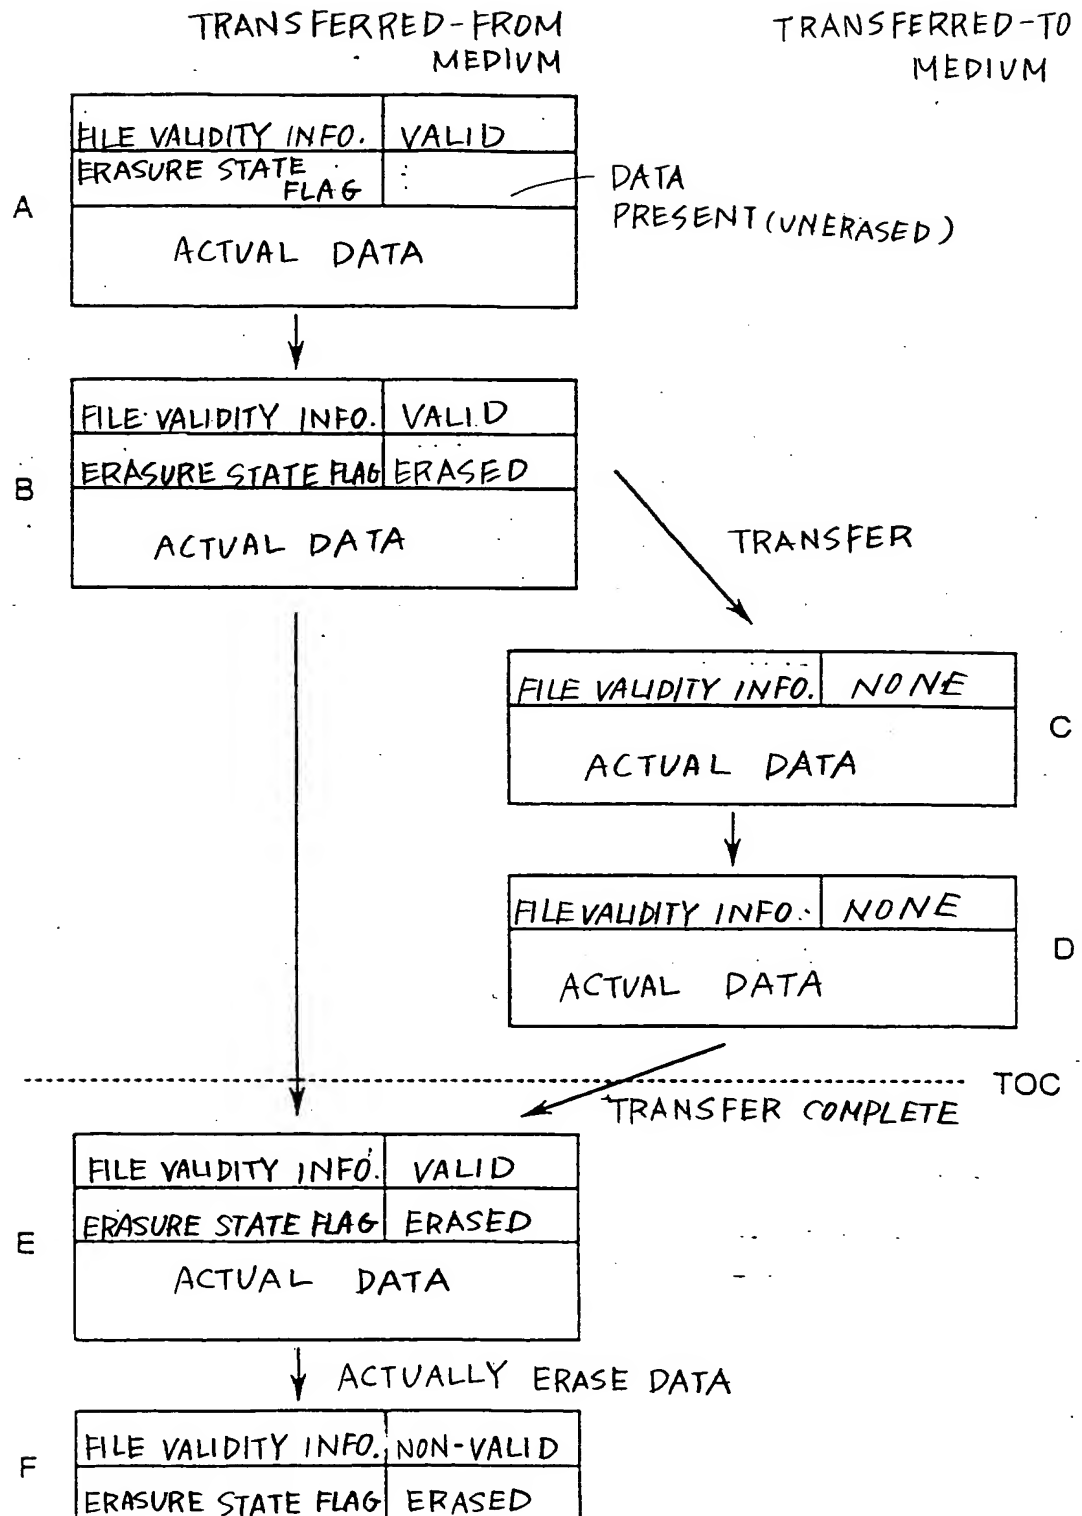 TRANSFERRED-FROM
MEDIUM
TRANSFERRED-TO
MEDIUM
A
FILE VALIDITY INFO. VALID
ERASURE STATE
FLAG
ACTUAL DATA
DATA
PRESENT (UNERASED)
B
FILE VALIDITY INFO. VALID
ERASURE STATE FLAG ERASED
ACTUAL DATA
TRANSFER
FILE VALIDITY INFO. NONE
ACTUAL DATA
C
FILE VALIDITY INFO. NONE
ACTUAL DATA
D
TOC
TRANSFER COMPLETE
E
FILE VALIDITY INFO. VALID
ERASURE STATE FLAG ERASED
ACTUAL DATA
ACTUALLY ERASE DATA
F
FILE VALIDITY INFO. NON-VALID
ERASURE STATE FLAG ERASED